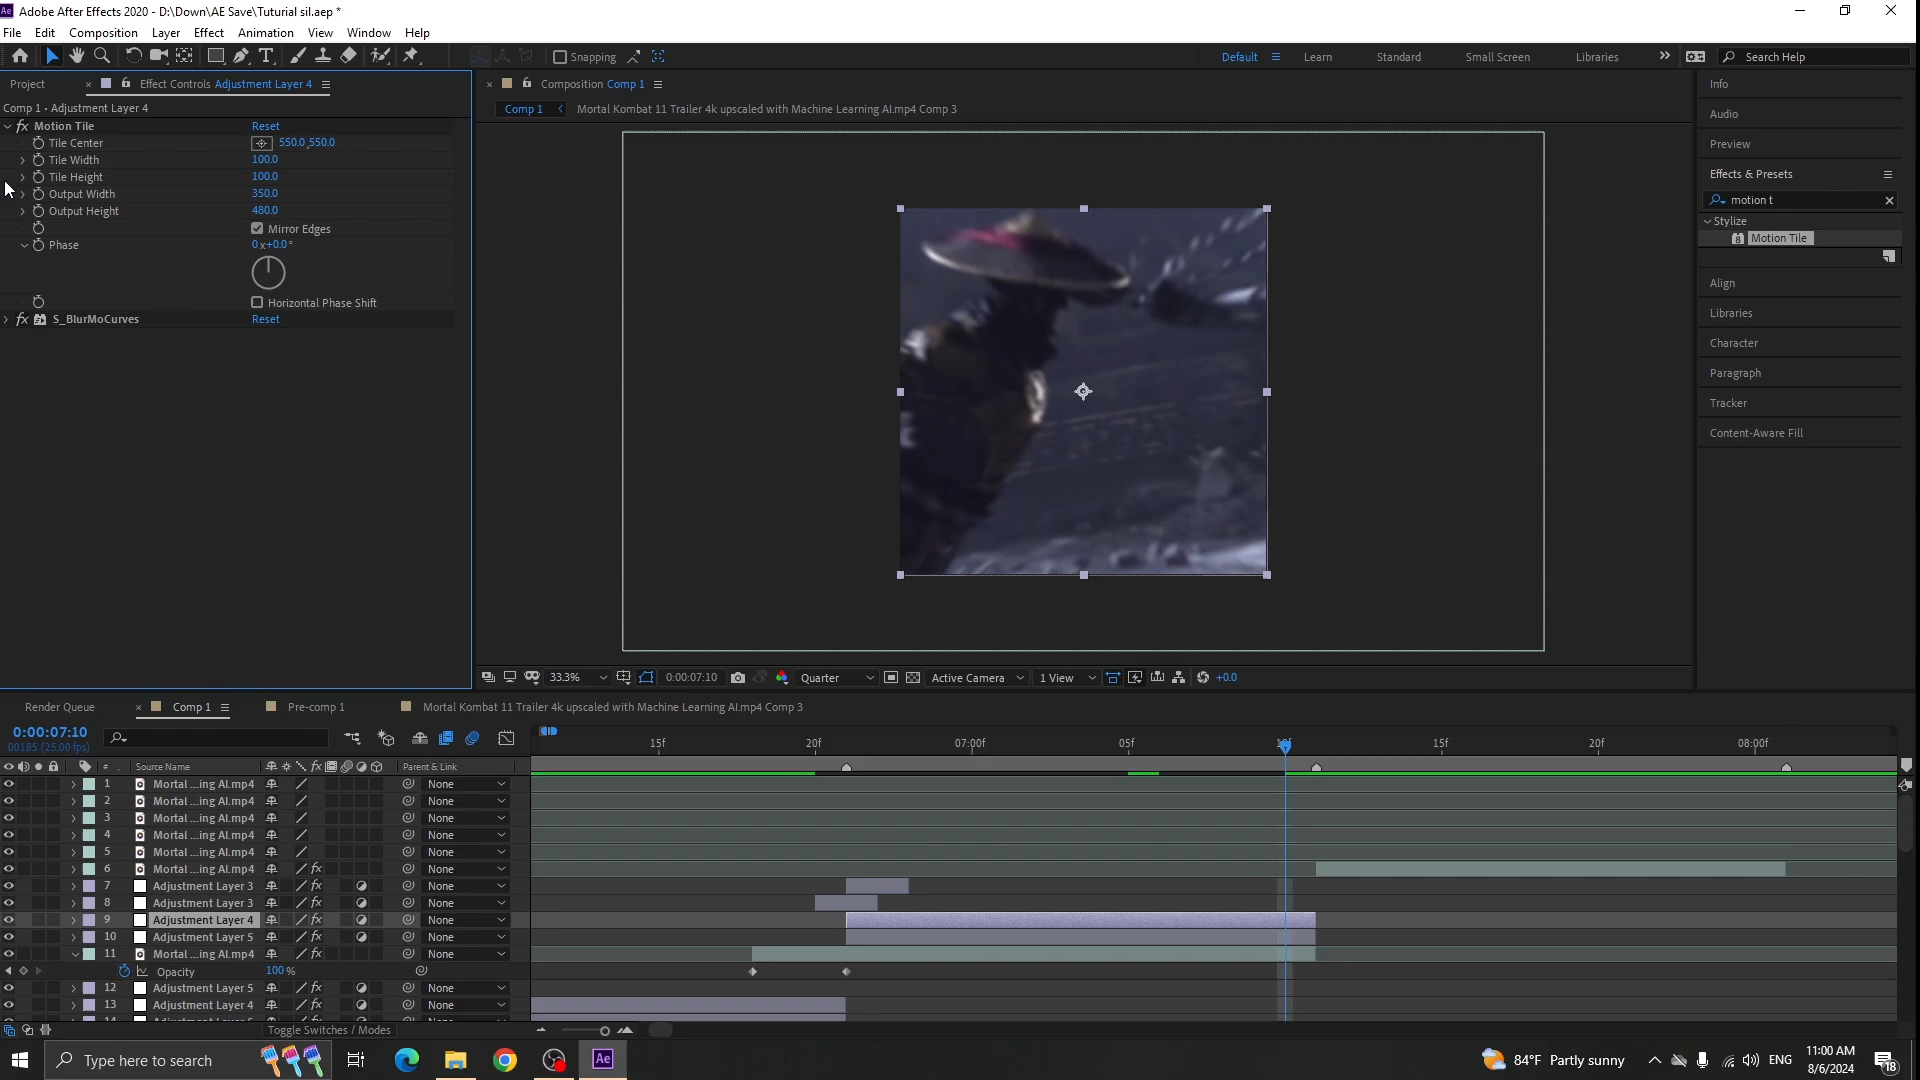 Adobe After Effects 2020 - D:\Down\AE Save\Tuturial sil.aep *
File Edit Composition Layer Effect Animation View Window Help
Snapping
Default Learn Standard Small Screen Libraries Search Help
Project Effect Controls Adjustment Layer 4
Composition Comp 1
Comp 1 • Adjustment Layer 4
Comp 1 Mortal Kombat 11 Trailer 4k upscaled with Machine Learning AI.mp4 Comp 3
fx Motion Tile Reset
Tile Center 550.0,550.0
Tile Width 100.0
Tile Height 100.0
Output Width 350.0
Output Height 480.0
Mirror Edges
Phase 0x+0.0°
Horizontal Phase Shift
fx S_BlurMoCurves Reset
Info
Audio
Preview
Effects & Presets
motion t
Stylize
Motion Tile
Align
Libraries
Character
Paragraph
Tracker
Content-Aware Fill
33.3% 0:00:07:10 Quarter Active Camera 1 View +0.0
Render Queue Comp 1 Pre-comp 1 Mortal Kombat 11 Trailer 4k upscaled with Machine Learning AI.mp4 Comp 3
0:00:07:10
00185 (25.00 fps)
15f 20f 07:00f 05f 15f 20f 08:00f
# Source Name fx Parent & Link
1 Mortal ...ing AI.mp4 None
2 Mortal ...ing AI.mp4 None
3 Mortal ...ing AI.mp4 None
4 Mortal ...ing AI.mp4 None
5 Mortal ...ing AI.mp4 None
6 Mortal ...ing AI.mp4 fx None
7 Adjustment Layer 3 fx None
8 Adjustment Layer 3 fx None
9 Adjustment Layer 4 fx None
10 Adjustment Layer 5 fx None
11 Mortal ...ing AI.mp4 None
Opacity 100 %
12 Adjustment Layer 5 fx None
13 Adjustment Layer 4 fx None
Toggle Switches / Modes
Type here to search
Ae
84°F Partly sunny
ENG
11:00 AM
8/6/2024
18